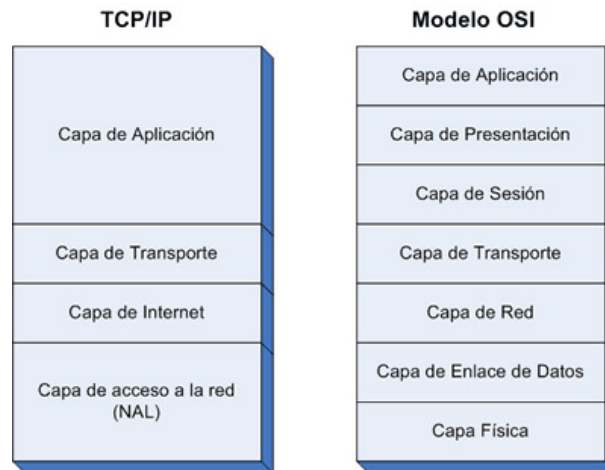 TCP/IP
Capa de Aplicación
Capa de Transporte
Capa de Internet
Capa de acceso a la red
(NAL)
Modelo OSI
Capa de Aplicación
Capa de Presentación
Capa de Sesión
Capa de Transporte
Capa de Red
Capa de Enlace de Datos
Capa Física